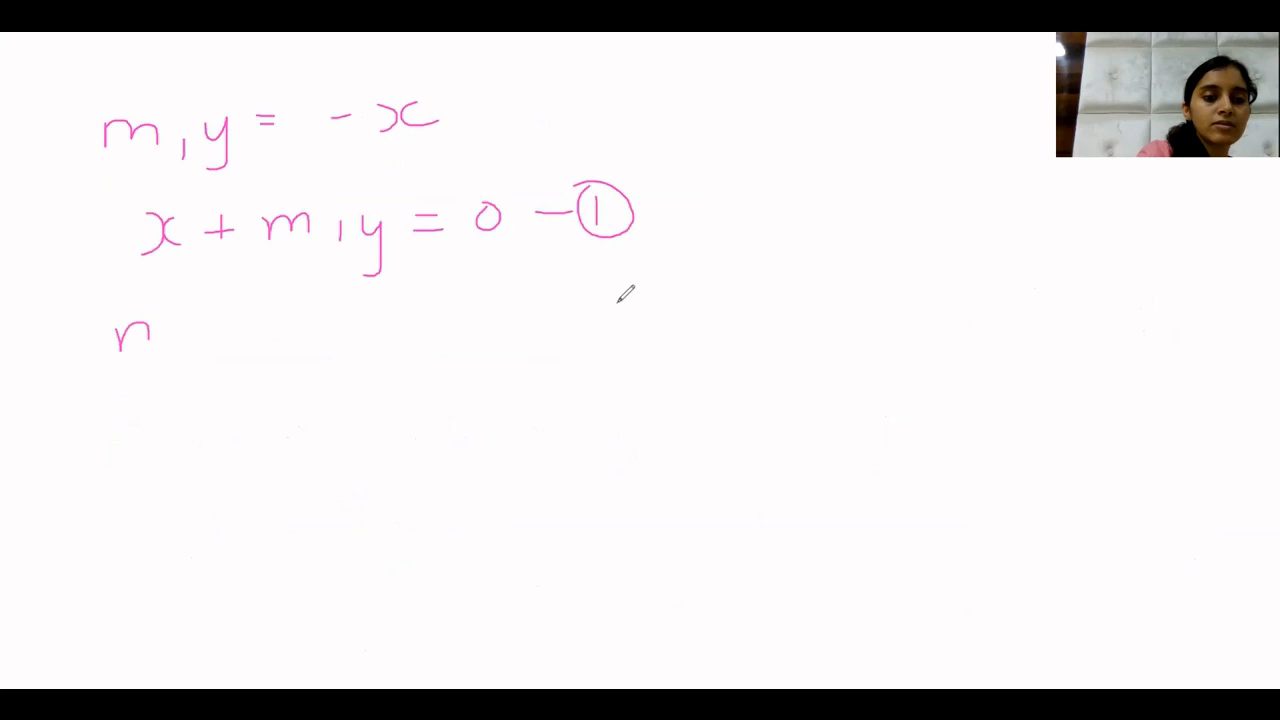 m₁y = -x
x + m₁y = 0 - ①
n